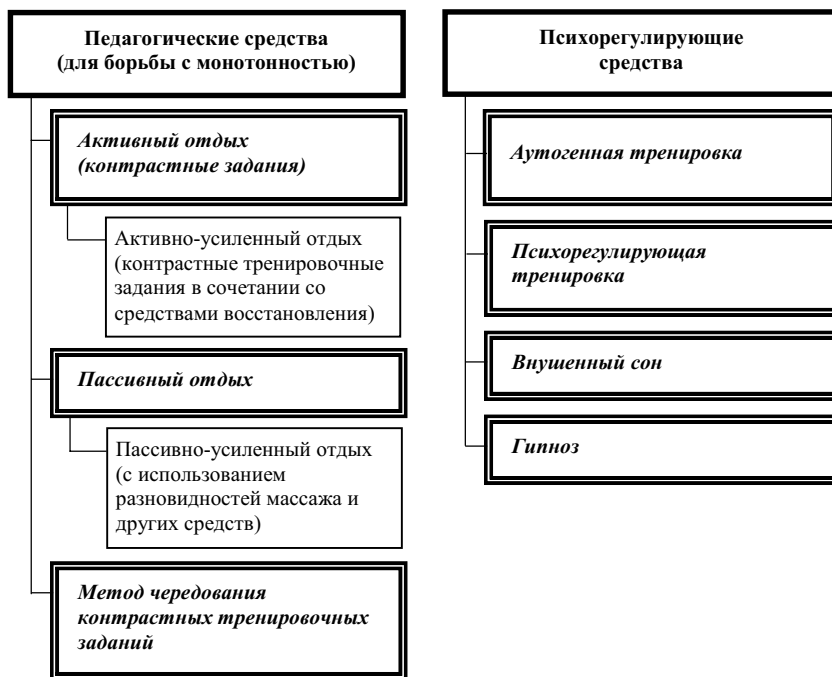 Педагогические средства
(для борьбы с монотонностью)
Активный отдых
(контрастные задания)
Активно-усиленный отдых
(контрастные тренировочные
задания в сочетании со
средствами восстановления)
Пассивный отдых
Пассивно-усиленный отдых
(с использованием
разновидностей массажа и
других средств)
Метод чередования
контрастных тренировочных
заданий
Психорегулирующие
средства
Аутогенная тренировка
Психорегулирующая
тренировка
Внушенный сон
Гипноз